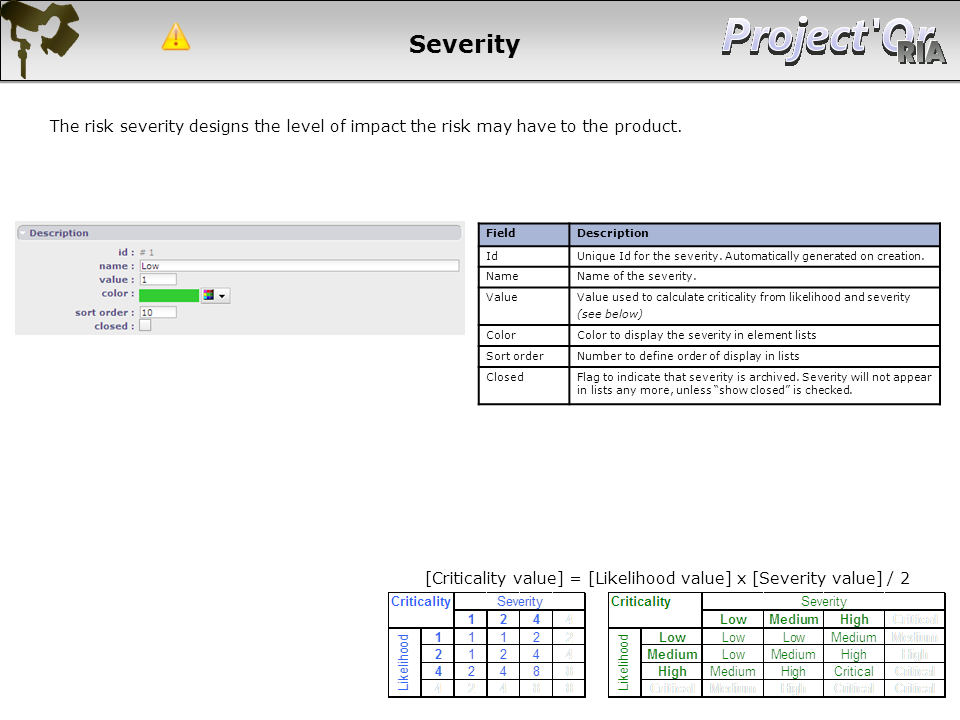 Severity
Project'Or
RIA
The risk severity designs the level of impact the risk may have to the product.
Description
id : # 1
name : Low
value : 1
color :
sort order : 10
closed :
Field Description
Id Unique Id for the severity. Automatically generated on creation.
Name Name of the severity.
Value Value used to calculate criticality from likelihood and severity
(see below)
Color Color to display the severity in element lists
Sort order Number to define order of display in lists
Closed Flag to indicate that severity is archived. Severity will not appear
in lists any more, unless “show closed” is checked.
[Criticality value] = [Likelihood value] x [Severity value] / 2
Criticality Severity
1 2 4 4
Likelihood
1 1 1 2 2
2 1 2 4 4
4 2 4 8 8
4 2 4 8 8
Criticality Severity
Low Medium High Critical
Likelihood
Low Low Low Medium Medium
Medium Low Medium High High
High Medium High Critical Critical
Critical Medium High Critical Critical